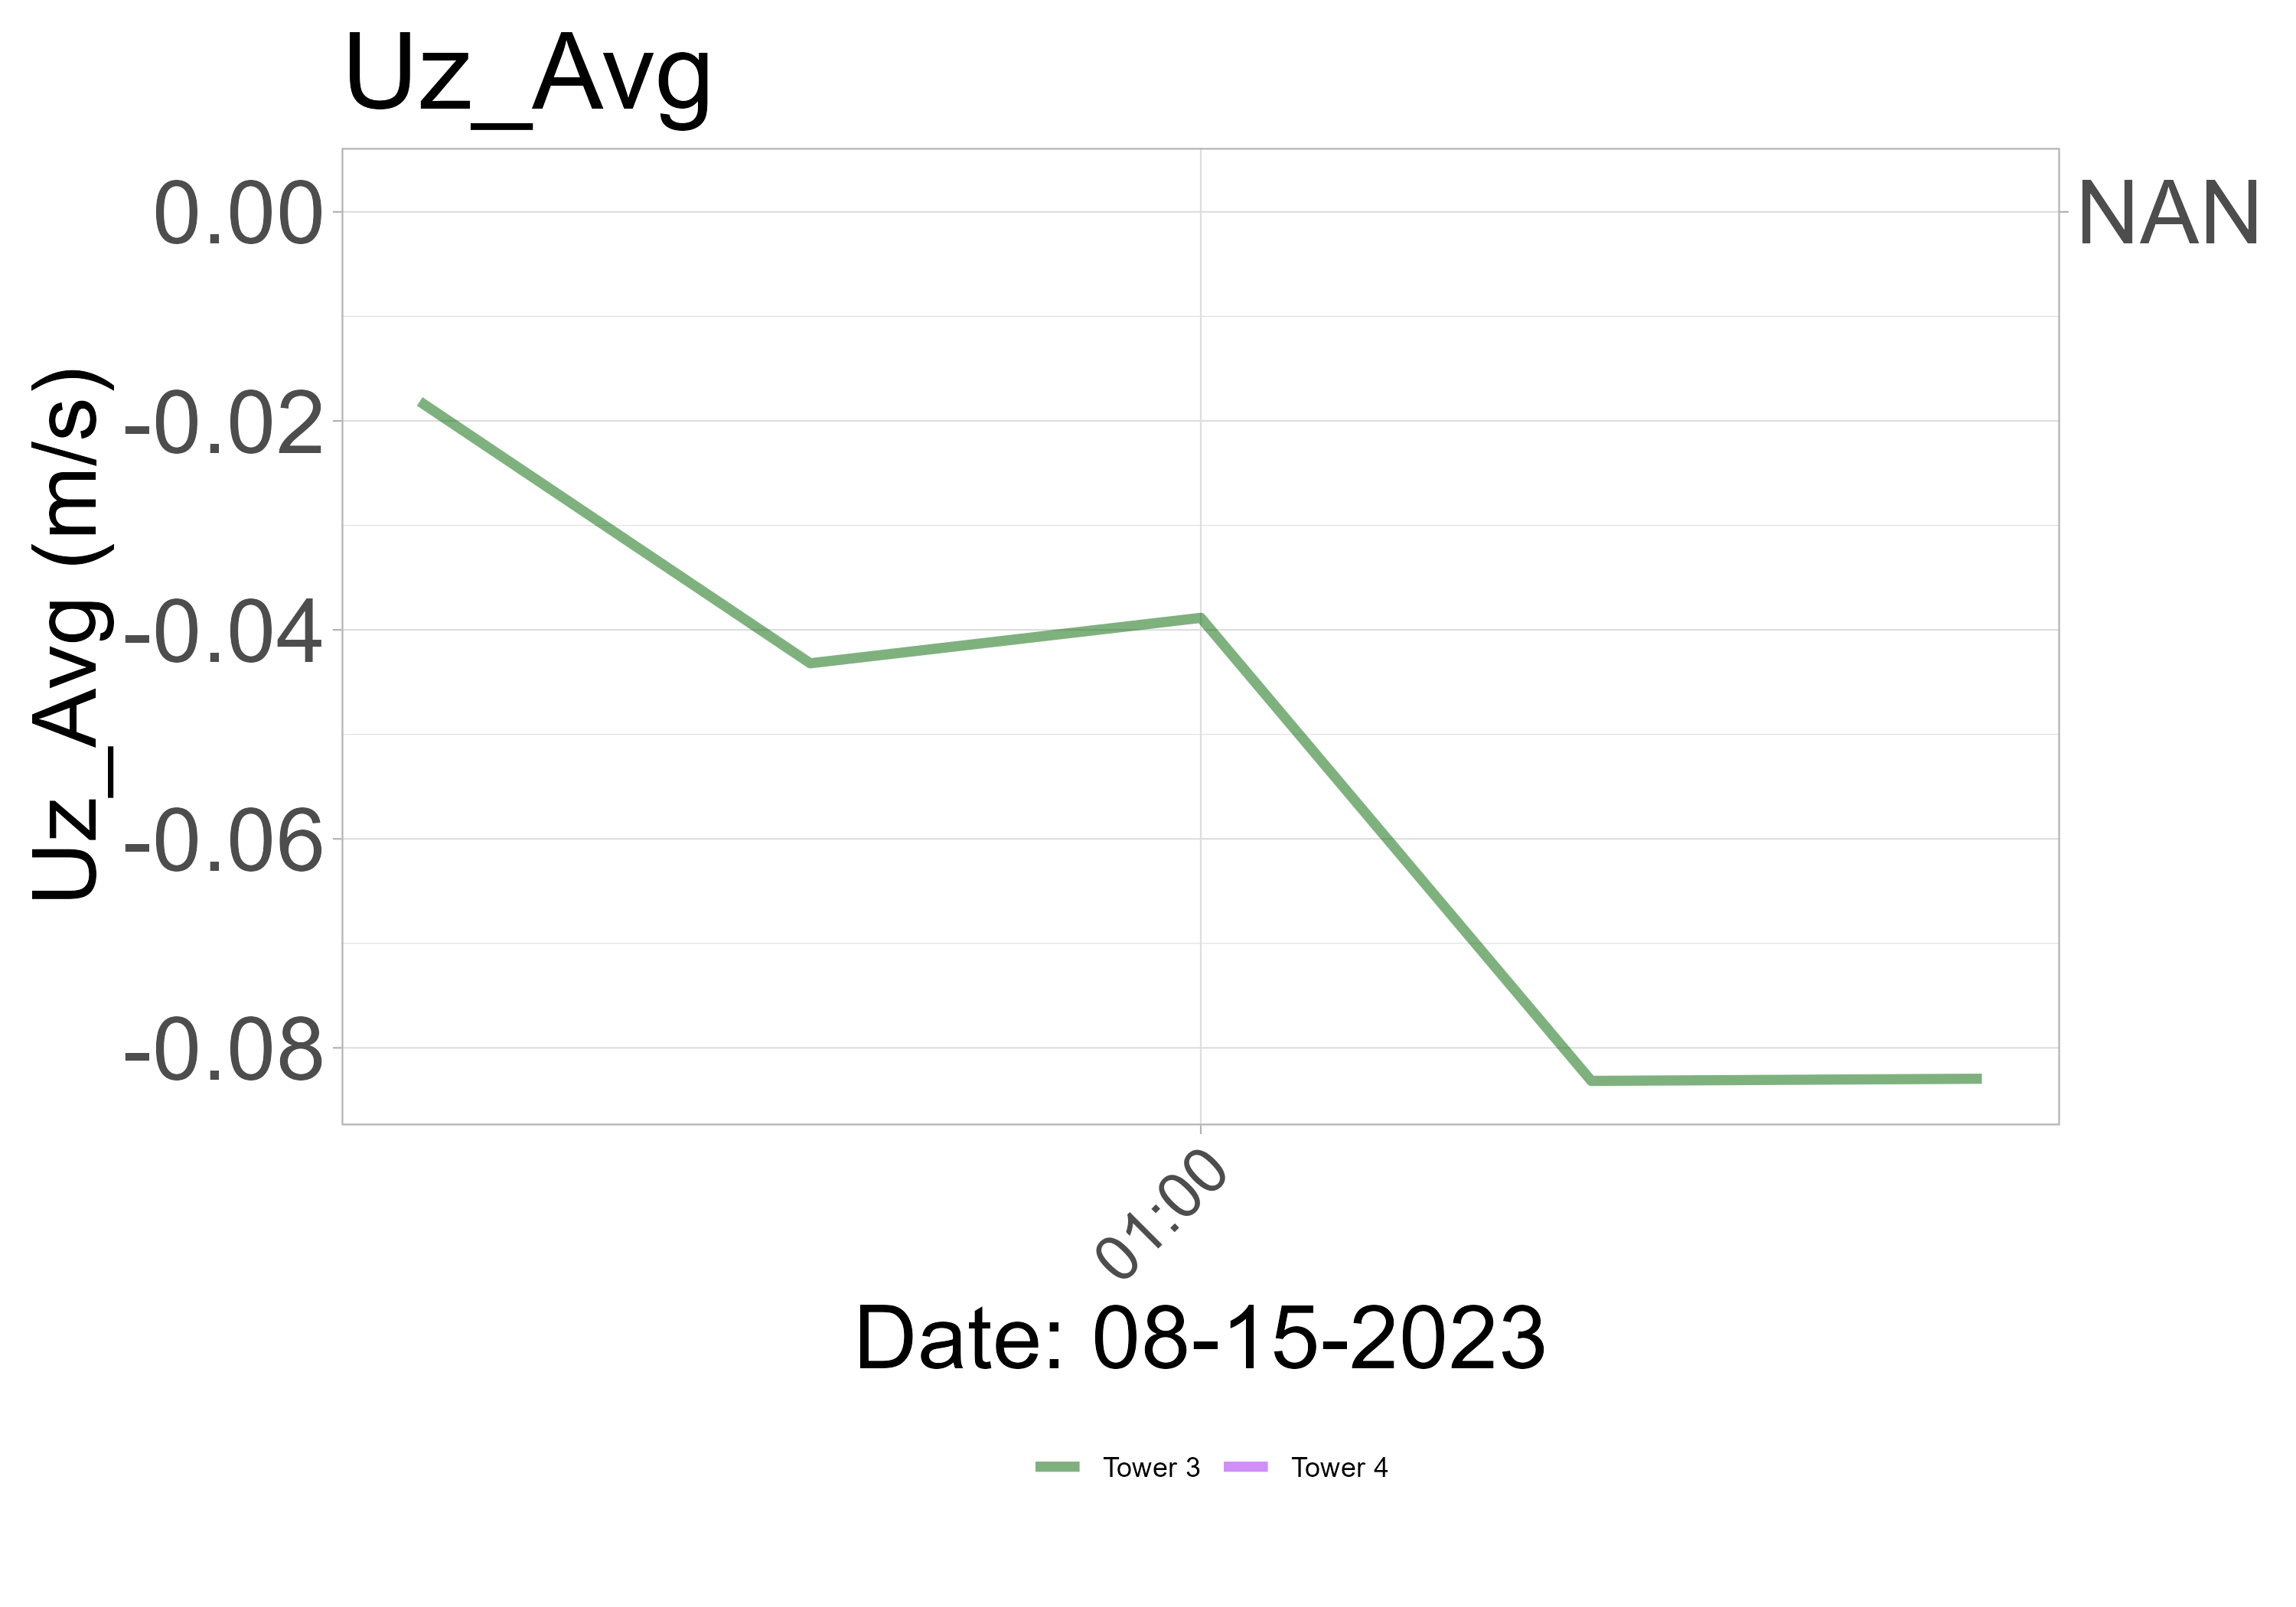 Uz_Avg
Uz_Avg (m/s)
0.00
-0.02
-0.04
-0.06
-0.08
NAN
01:00
Date: 08-15-2023
Tower 3 Tower 4